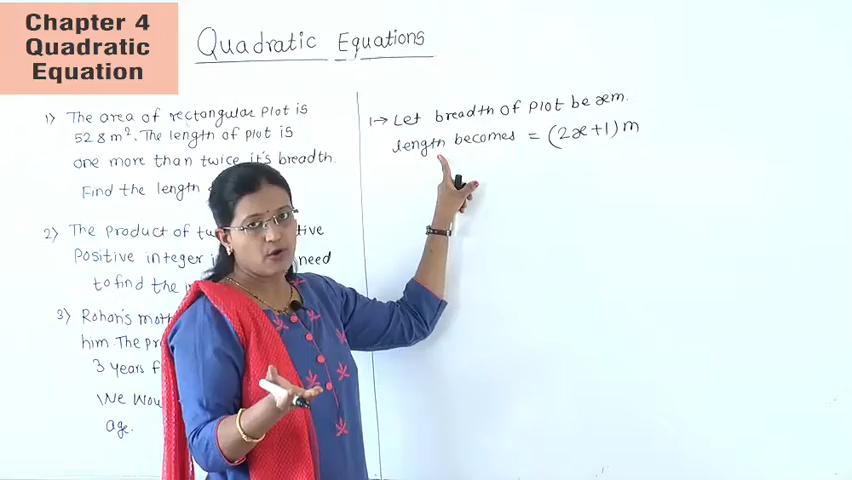 Chapter 4
Quadratic
Equation
Quadratic Equations
1) The area of rectangular Plot is
528 m². The length of plot is
one more than twice it's breadth.
Find the length
2) The product of
Positive integer need
to find the
3) Rohan's
him. The
3 years
We
age.
1→ Let breadth of plot be xm.
length becomes = (2x+1) m